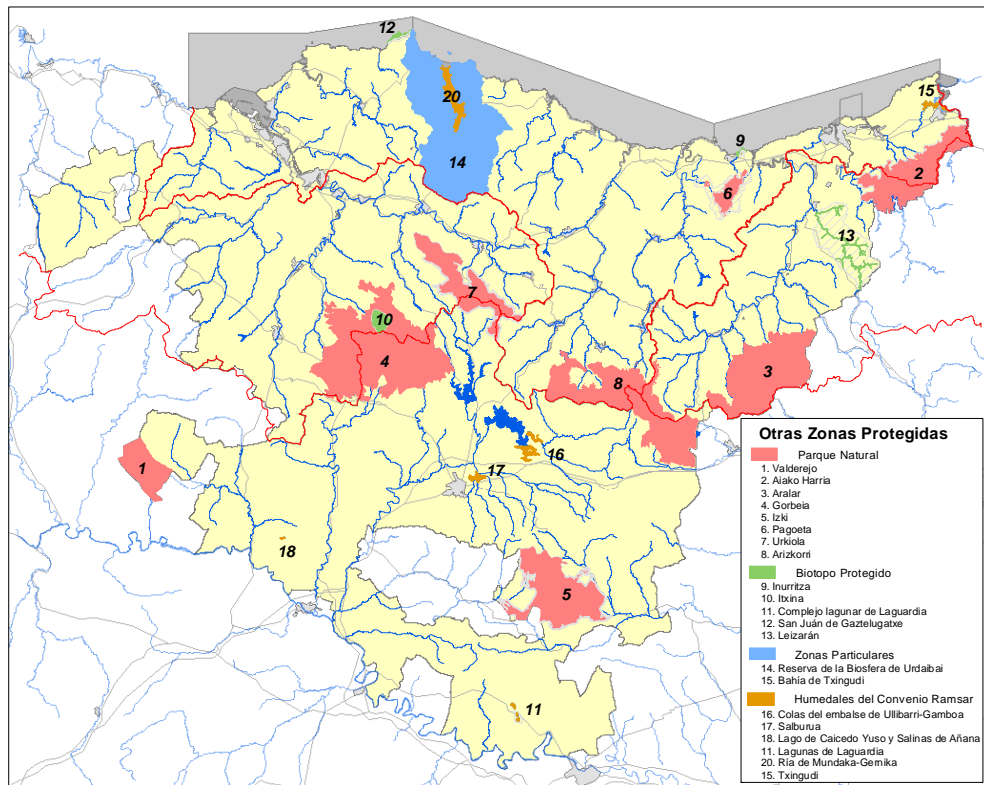 12
15
20
9
14
2
6
13
7
10
4
8
3
16
1
17
18
5
11
Otras Zonas Protegidas
Parque Natural
1. Valderejo
2. Aiako Harria
3. Aralar
4. Gorbeia
5. Izki
6. Pagoeta
7. Urkiola
8. Arizkorri
Biotopo Protegido
9. Inurritza
10. Itxina
11. Complejo lagunar de Laguardia
12. San Juán de Gaztelugatxe
13. Leizarán
Zonas Particulares
14. Reserva de la Biosfera de Urdaibai
15. Bahía de Txingudi
Humedales del Convenio Ramsar
16. Colas del embalse de Ullibarri-Gamboa
17. Salburua
18. Lago de Caicedo Yuso y Salinas de Añana
11. Lagunas de Laguardia
20. Ría de Mundaka-Gernika
15. Txingudi